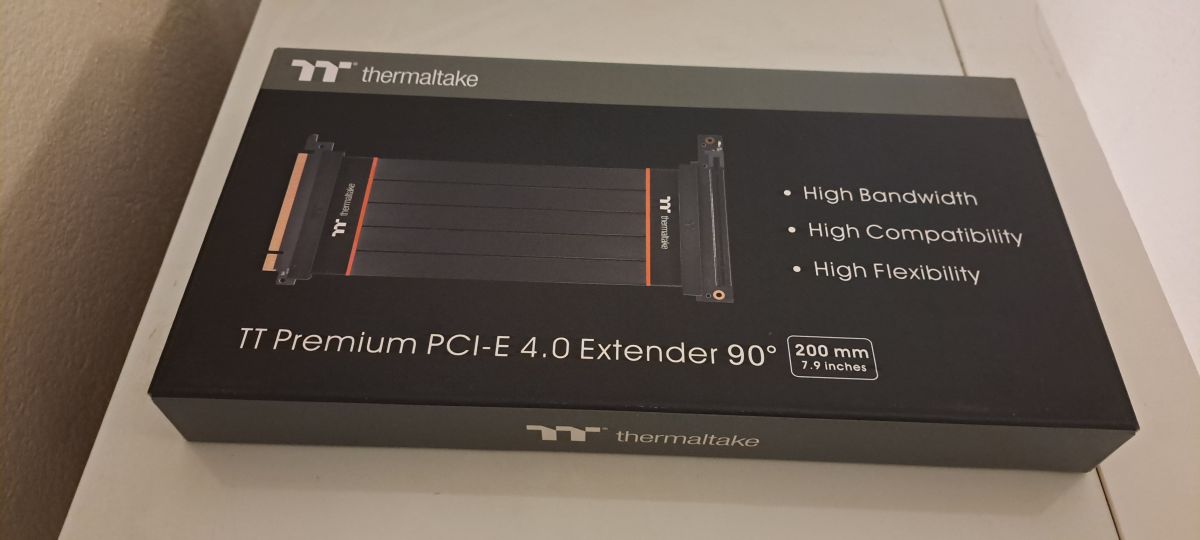 thermaltake
thermaltake
thermaltake
• High Bandwidth
• High Compatibility
• High Flexibility
TT Premium PCI-E 4.0 Extender 90° 200 mm
7.9 inches
thermaltake